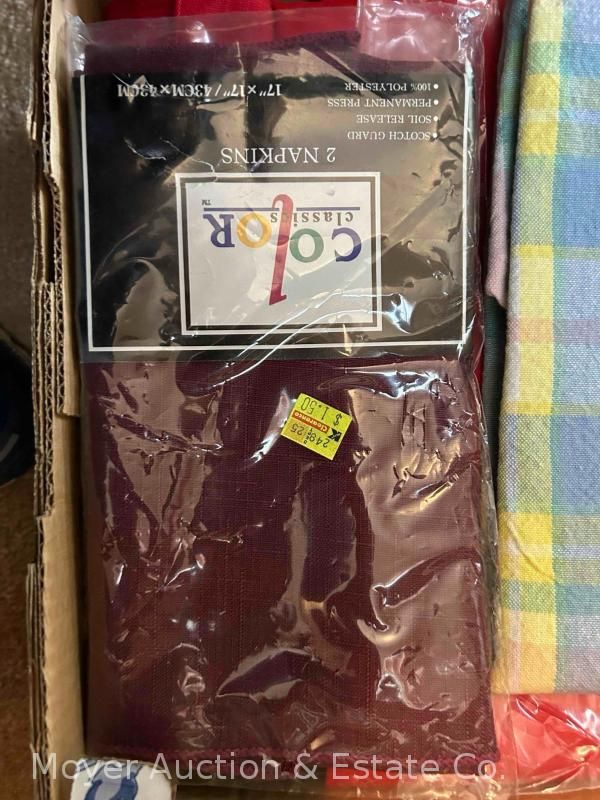 COLOR
classics
TM
2 NAPKINS
• SCOTCH GUARD
• SOIL RELEASE
• PERMANENT PRESS
• 100% POLYESTER
17" × 17" / 43CM × 43CM
$ 1.50
Clearance
Moyer Auction & Estate Co.